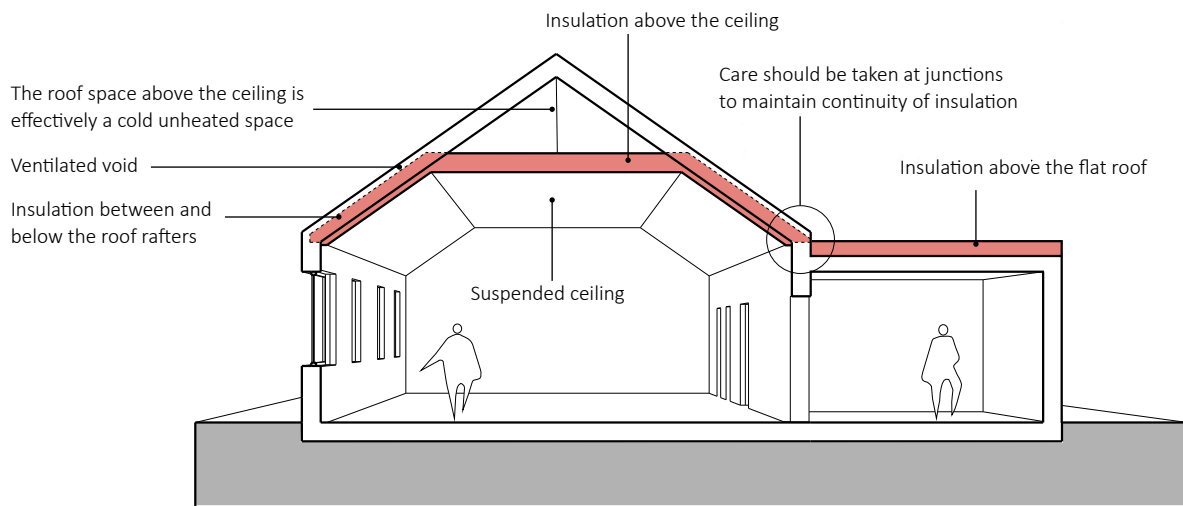 Insulation above the ceiling
The roof space above the ceiling is
effectively a cold unheated space
Care should be taken at junctions
to maintain continuity of insulation
Ventilated void
Insulation above the flat roof
Insulation between and
below the roof rafters
Suspended ceiling